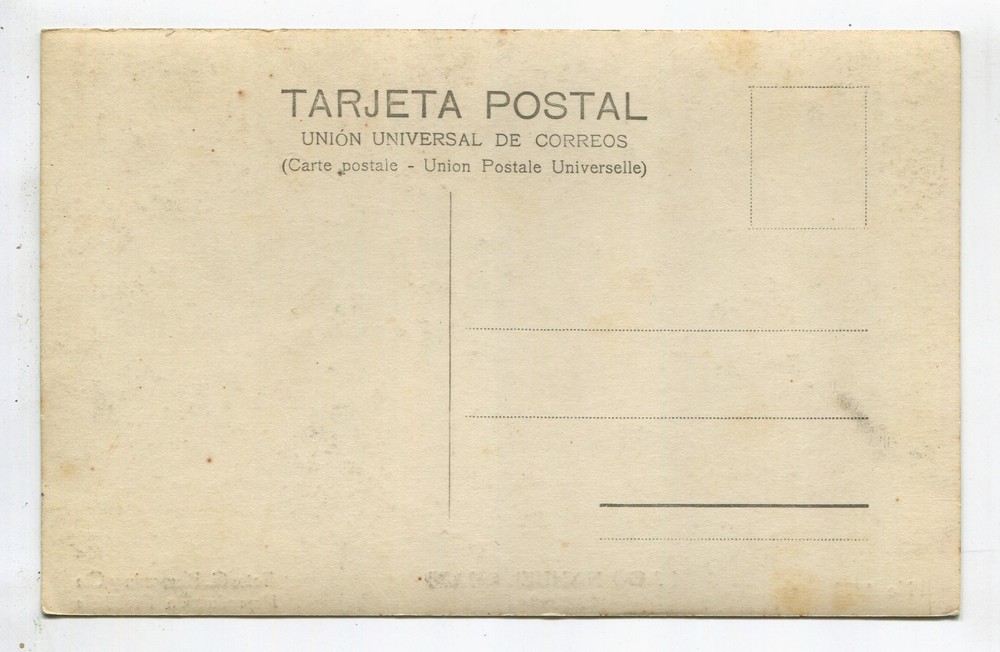 TARJETA POSTAL
UNIÓN UNIVERSAL DE CORREOS
(Carte postale - Union Postale Universelle)